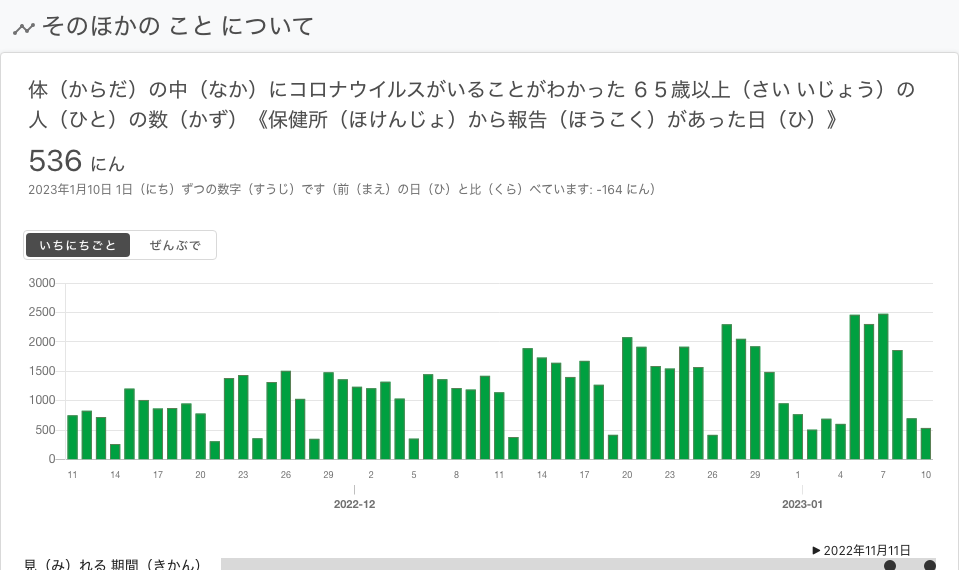 そのほかの こと について
体（からだ）の中（なか）にコロナウイルスがいることがわかった ６５歳以上（さい いじょう）の
人（ひと）の数（かず）《保健所（ほけんじょ）から報告（ほうこく）があった日（ひ）》
536 にん
2023年1月10日 1日（にち）ずつの数字（すうじ）です（前（まえ）の日（ひ）と比（くら）べています: -164 にん）
いちにちごと ぜんぶで
3000
2500
2000
1500
1000
500
0
11 14 17 20 23 26 29 2 5 8 11 14 17 20 23 26 29 1 4 7 10
2022-12 2023-01
▶ 2022年11月11日
見（み）れる 期間（きかん）